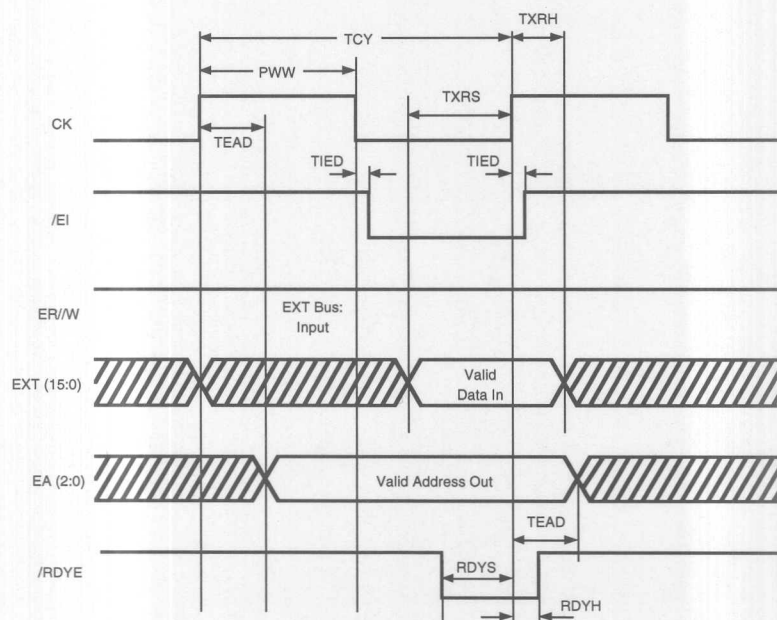 TCY
TXRH
PWW
TXRS
CK
TEAD
TIED
TIED
/EI
ER//W
EXT Bus:
Input
EXT (15:0)
Valid
Data In
EA (2:0)
Valid Address Out
TEAD
/RDYE
RDYS
RDYH